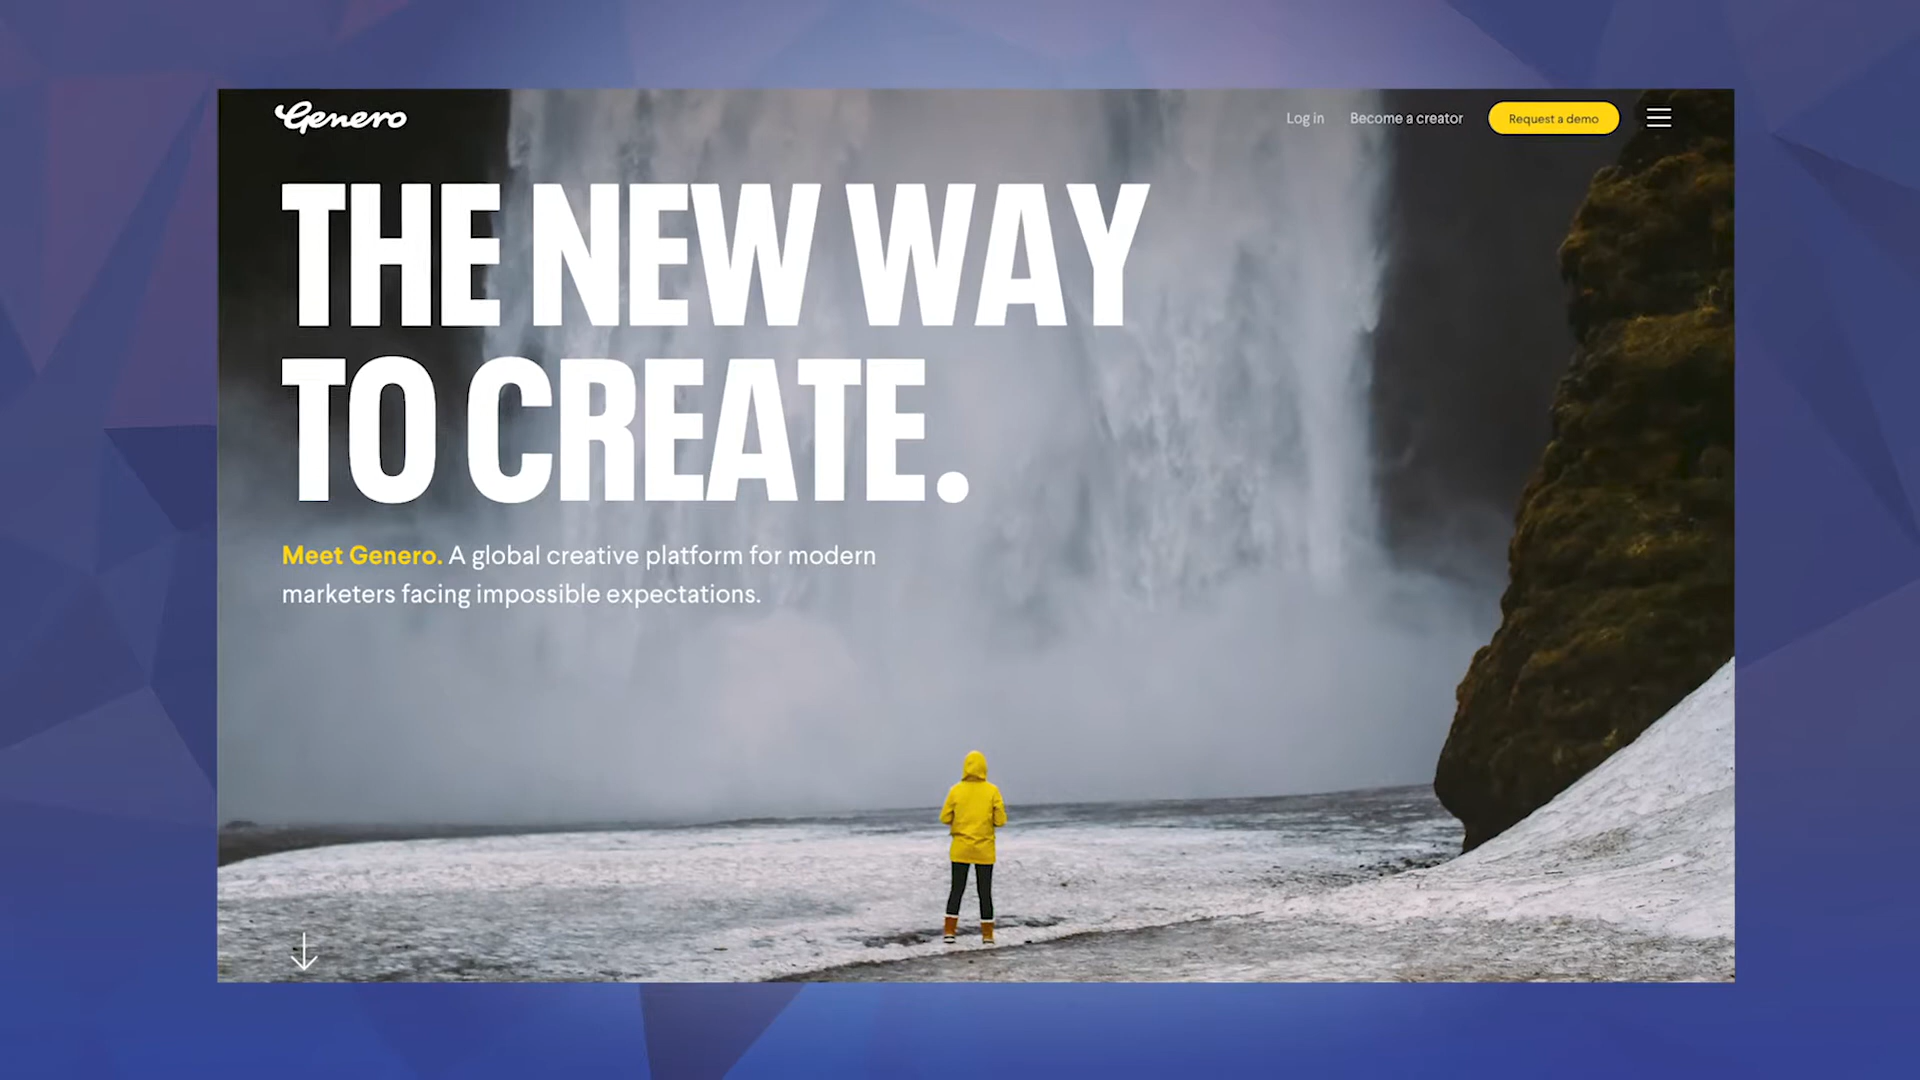 Genero
Log in
Become a creator
Request a demo
THE NEW WAY
TO CREATE.
Meet Genero. A global creative platform for modern
marketers facing impossible expectations.